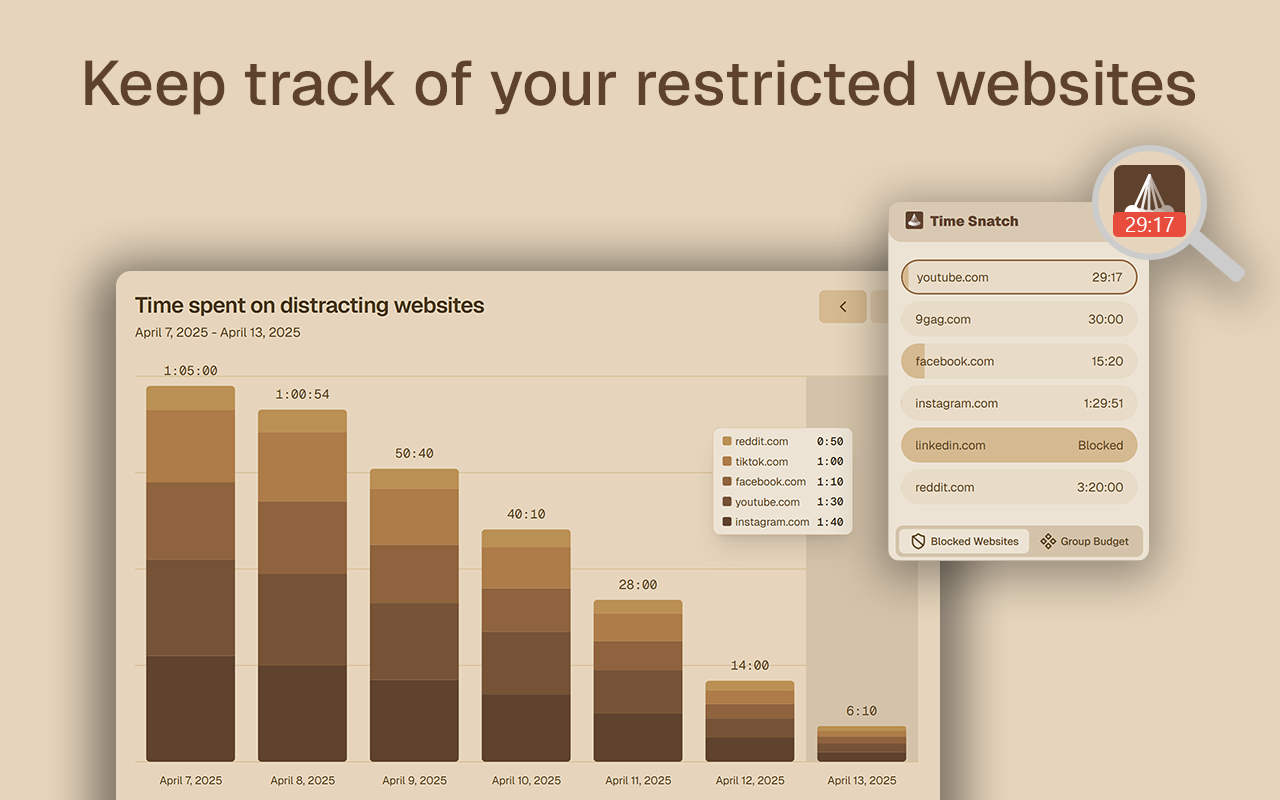 Keep track of your restricted websites
29:17
Time Snatch
youtube.com 29:17
9gag.com 30:00
facebook.com 15:20
instagram.com 1:29:51
linkedin.com Blocked
reddit.com 3:20:00
Blocked Websites Group Budget
Time spent on distracting websites
April 7, 2025 - April 13, 2025
1:05:00
1:00:54
50:40
40:10
28:00
14:00
6:10
reddit.com 0:50
tiktok.com 1:00
facebook.com 1:10
youtube.com 1:30
instagram.com 1:40
April 7, 2025 April 8, 2025 April 9, 2025 April 10, 2025 April 11, 2025 April 12, 2025 April 13, 2025